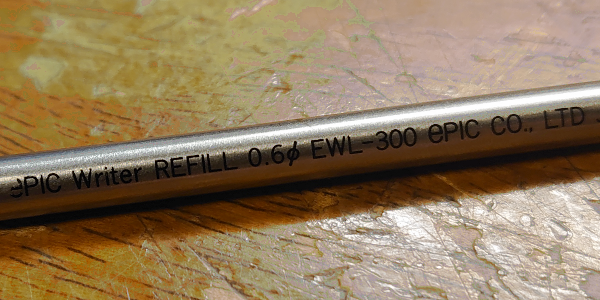 ePIC Writer REFILL 0.6φ EWL-300 ePIC CO., LTD.